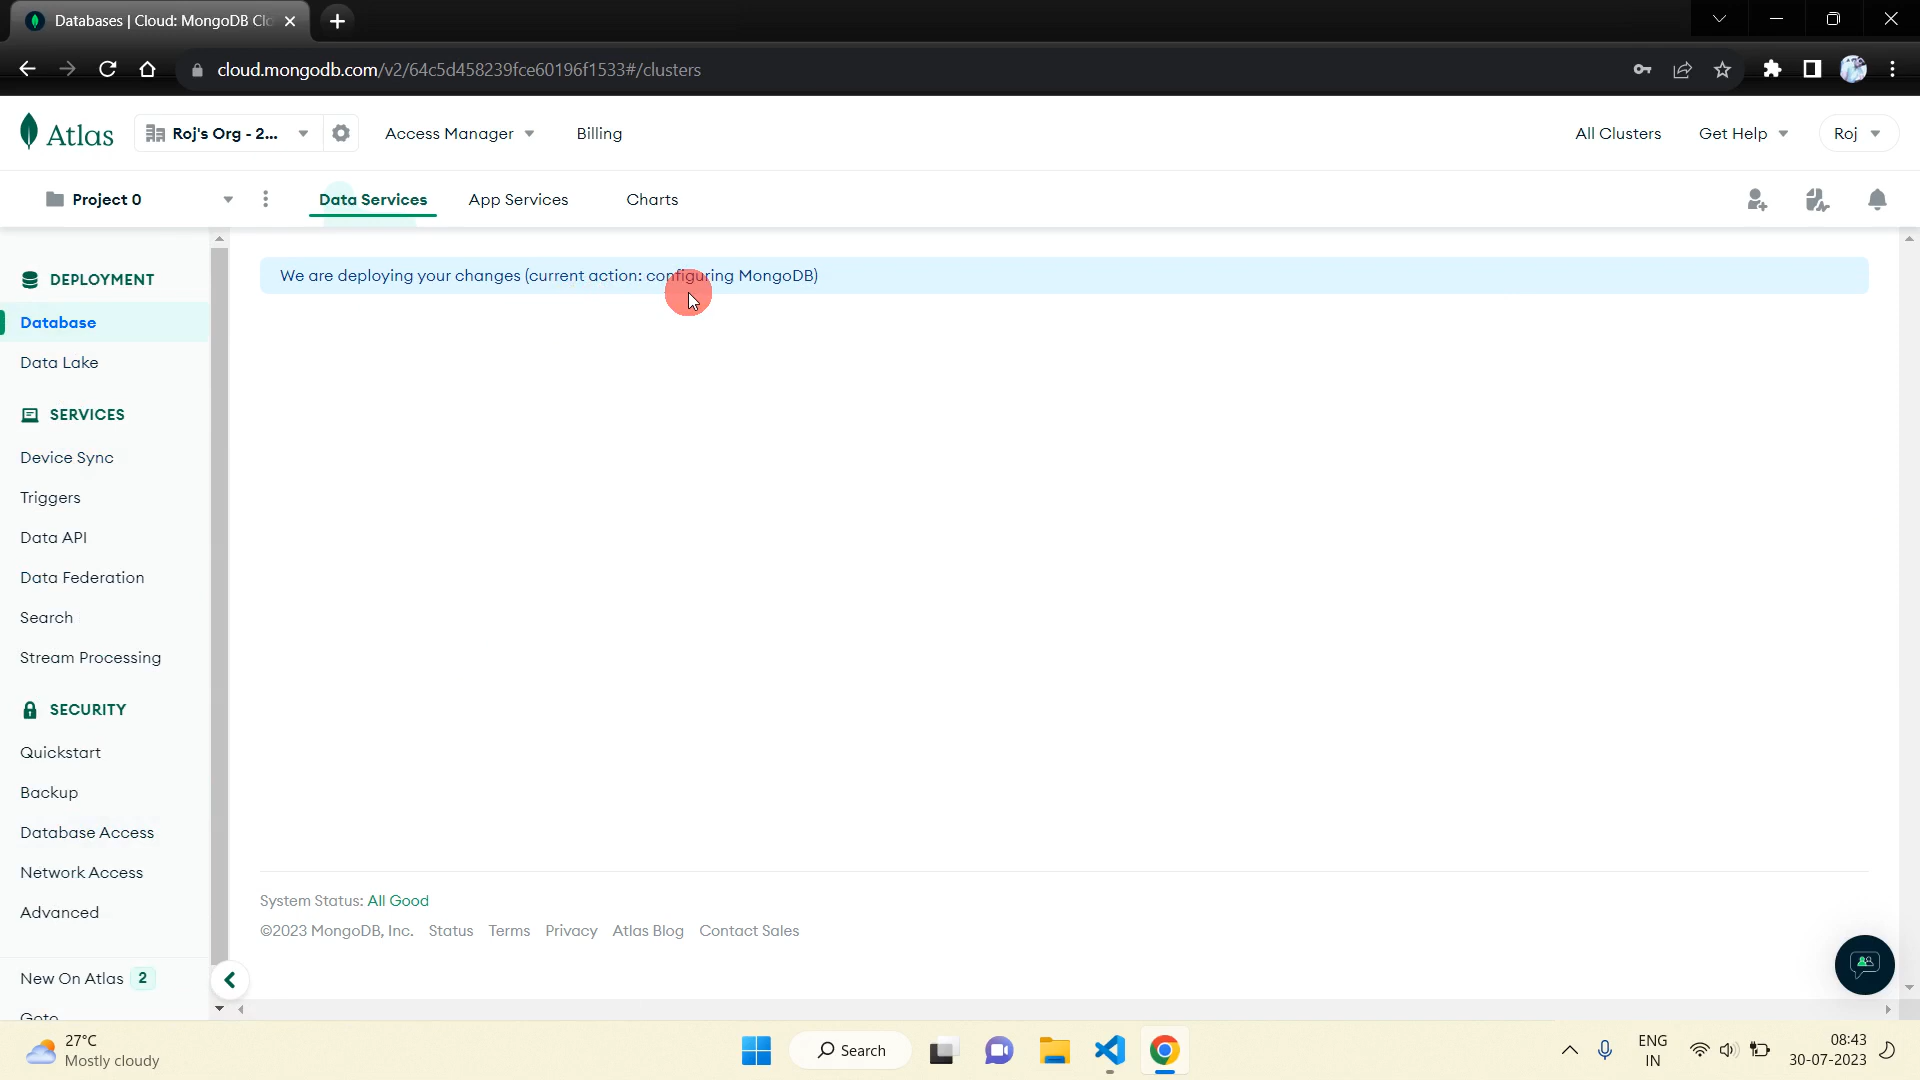 Databases | Cloud: MongoDB Clo
cloud.mongodb.com/v2/64c5d458239fce60196f1533#/clusters
Atlas
Roj's Org - 2...
Access Manager
Billing
All Clusters
Get Help
Roj
Project 0
Data Services
App Services
Charts
We are deploying your changes (current action: configuring MongoDB)
DEPLOYMENT
Database
Data Lake
SERVICES
Device Sync
Triggers
Data API
Data Federation
Search
Stream Processing
SECURITY
Quickstart
Backup
Database Access
Network Access
Advanced
New On Atlas 2
Goto
System Status: All Good
©2023 MongoDB, Inc. Status Terms Privacy Atlas Blog Contact Sales
27°C
Mostly cloudy
Search
ENG
IN
08:43
30-07-2023